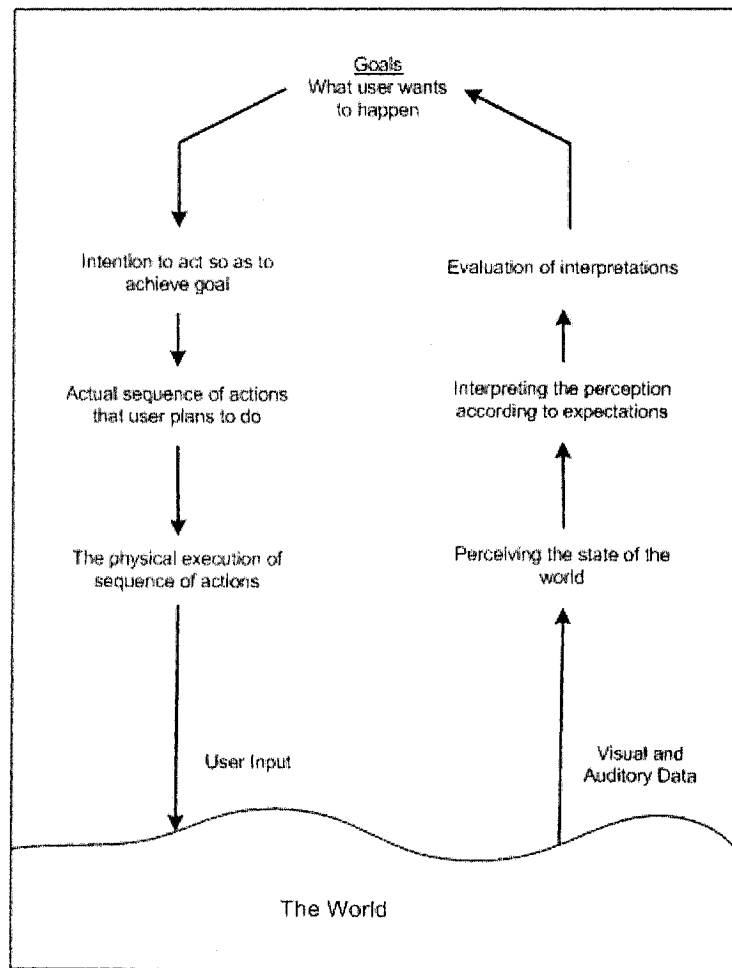 Goals
What user wants
to happen
Intention to act so as to
achieve goal
Evaluation of interpretations
Actual sequence of actions
that user plans to do
Interpreting the perception
according to expectations
The physical execution of
sequence of actions
Perceiving the state of the
world
User Input
Visual and
Auditory Data
The World